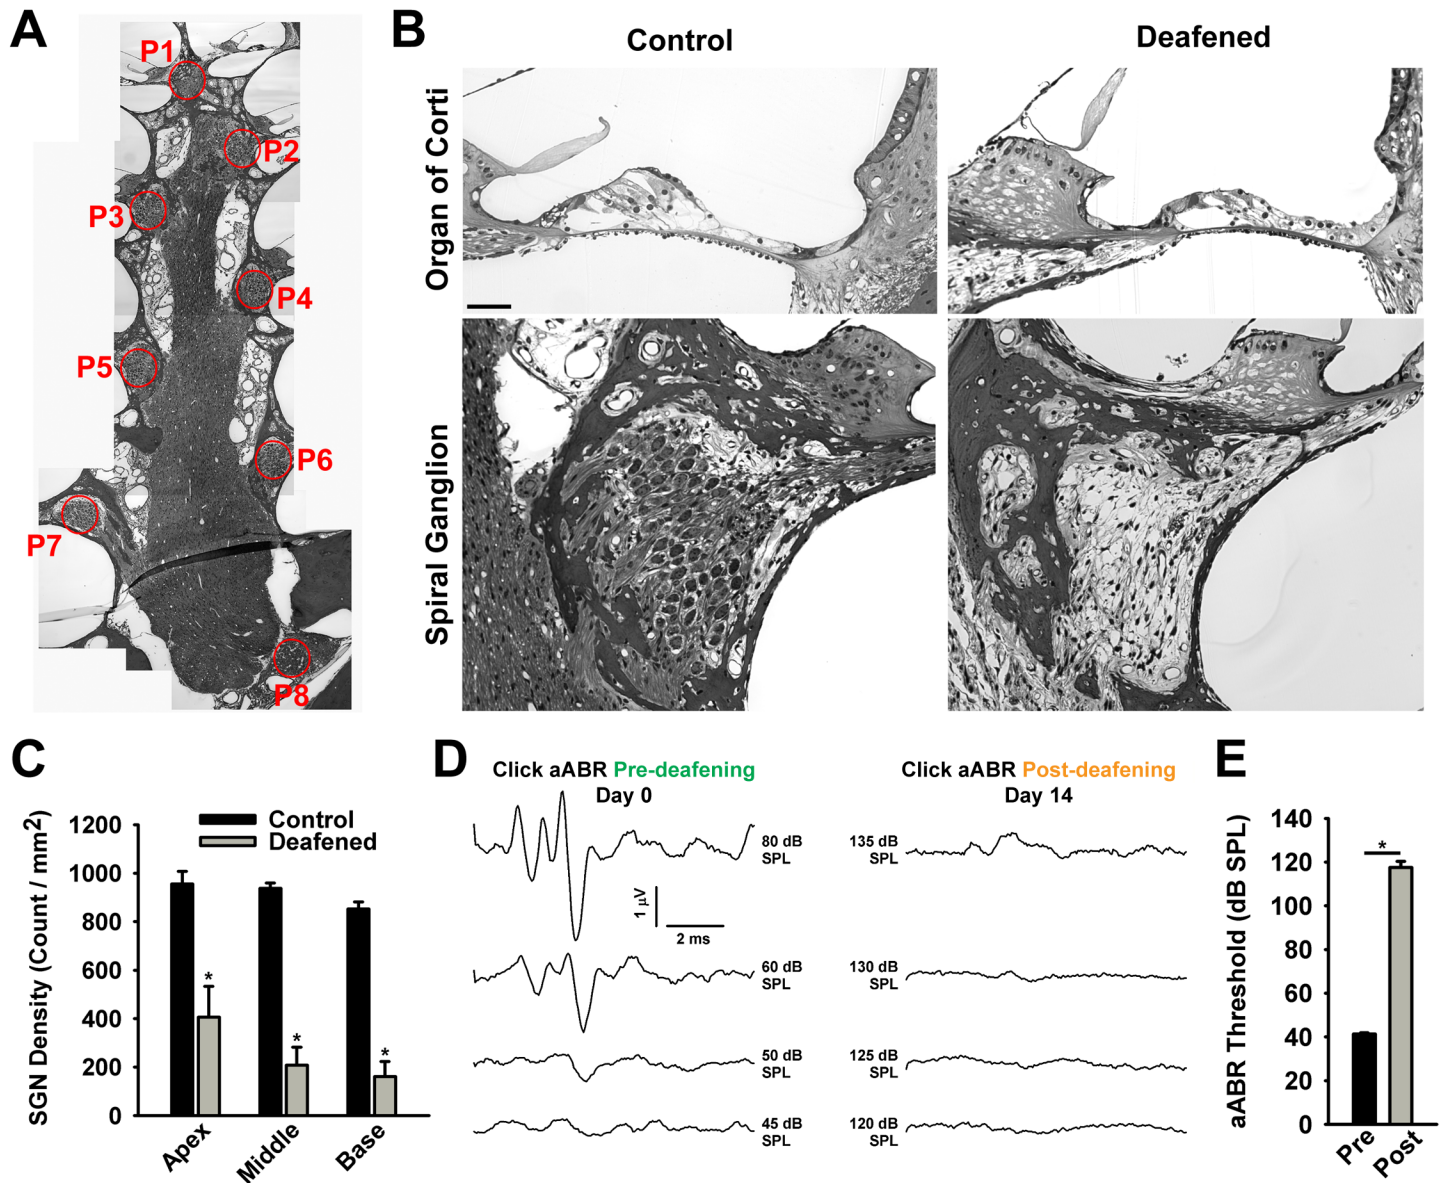 A
P1
P2
P3
P4
P5
P6
P7
P8
B
Control
Deafened
Organ of Corti
Spiral Ganglion
C
SGN Density (Count / mm2)
1200
1000
800
600
400
200
0
Control
Deafened
*
*
*
Apex
Middle
Base
D
Click aABR Pre-deafening
Day 0
80 dB
SPL
1 µV
2 ms
60 dB
SPL
50 dB
SPL
45 dB
SPL
Click aABR Post-deafening
Day 14
135 dB
SPL
130 dB
SPL
125 dB
SPL
120 dB
SPL
E
aABR Threshold (dB SPL)
140
120
100
80
60
40
20
0
*
Pre
Post